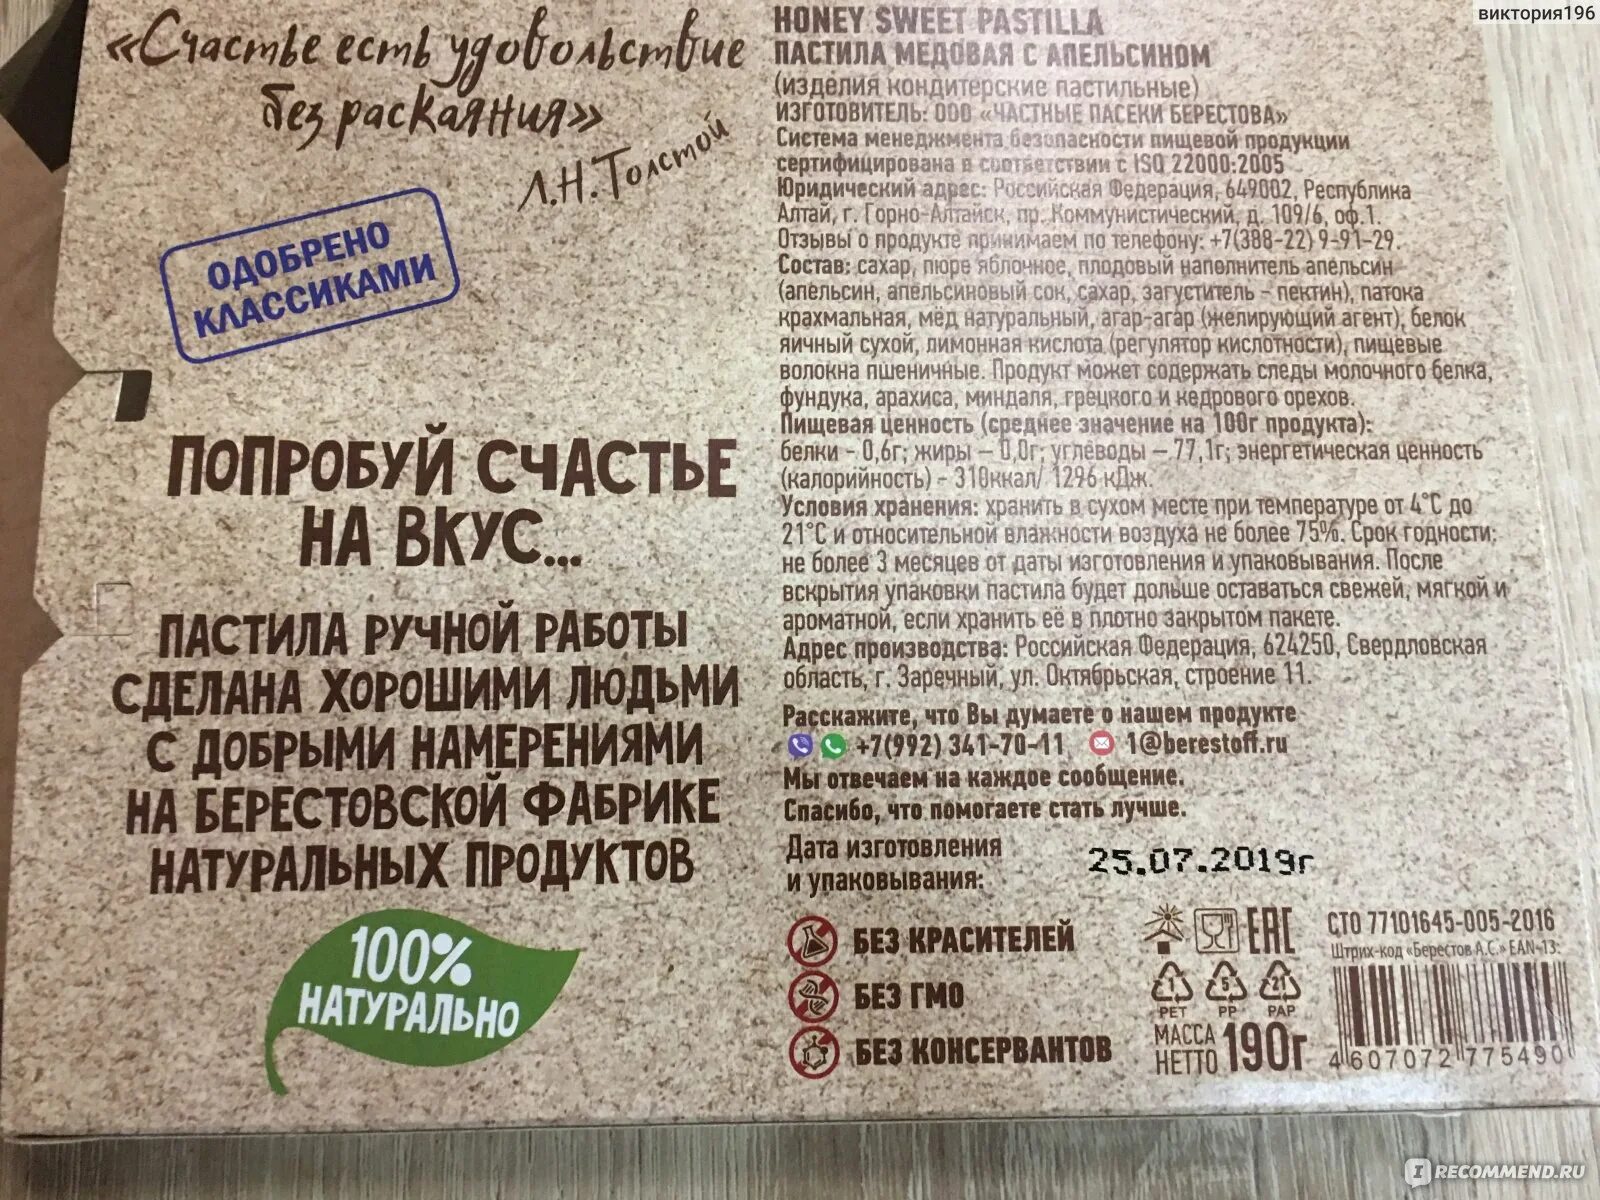 виктория196
«Счастье есть удовольствие
без раскаяния»
Л.Н.Толстой
ОДОБРЕНО
КЛАССИКАМИ
ПОПРОБУЙ СЧАСТЬЕ
НА ВКУС...
ПАСТИЛА РУЧНОЙ РАБОТЫ
СДЕЛАНА ХОРОШИМИ ЛЮДЬМИ
С ДОБРЫМИ НАМЕРЕНИЯМИ
НА БЕРЕСТОВСКОЙ ФАБРИКЕ
НАТУРАЛЬНЫХ ПРОДУКТОВ
100%
НАТУРАЛЬНО
HONEY SWEET PASTILLA
ПАСТИЛА МЕДОВАЯ С АПЕЛЬСИНОМ
(изделия кондитерские пастильные)
ИЗГОТОВИТЕЛЬ: ООО «ЧАСТНЫЕ ПАСЕКИ БЕРЕСТОВА»
Система менеджмента безопасности пищевой продукции
сертифицирована в соответствии с ISO 22000:2005
Юридический адрес: Российская Федерация, 649002, Республика
Алтай, г. Горно-Алтайск, пр. Коммунистический, д. 109/6, оф.1.
Отзывы о продукте принимаем по телефону: +7(388-22) 9-91-29.
Состав: сахар, пюре яблочное, плодовый наполнитель апельсин
(апельсин, апельсиновый сок, сахар, загуститель – пектин), патока
крахмальная, мёд натуральный, агар-агар (желирующий агент), белок
яичный сухой, лимонная кислота (регулятор кислотности), пищевые
волокна пшеничные. Продукт может содержать следы молочного белка,
фундука, арахиса, миндаля, грецкого и кедрового орехов.
Пищевая ценность (среднее значение на 100г продукта):
белки - 0,6г; жиры – 0,0г; углеводы – 77,1г; энергетическая ценность
(калорийность) - 310ккал/ 1296 кДж.
Условия хранения: хранить в сухом месте при температуре от 4°С до
21°С и относительной влажности воздуха не более 75%. Срок годности:
не более 3 месяцев от даты изготовления и упаковывания. После
вскрытия упаковки пастила будет дольше оставаться свежей, мягкой и
ароматной, если хранить её в плотно закрытом пакете.
Адрес производства: Российская Федерация, 624250, Свердловская
область, г. Заречный, ул. Октябрьская, строение 11.
Расскажите, что Вы думаете о нашем продукте
+7(992) 341-70-11 1@berestoff.ru
Мы отвечаем на каждое сообщение.
Спасибо, что помогаете стать лучше.
Дата изготовления
и упаковывания:
25.07.2019г
БЕЗ КРАСИТЕЛЕЙ
БЕЗ ГМО
БЕЗ КОНСЕРВАНТОВ
EAC
1 5 21
PET PP PAP
МАССА
НЕТТО 190г
СТО 77101645-005-2016
Штрих-код «Берестов А.С.» EAN-13:
4 607072 775490
IRECOMMEND.RU